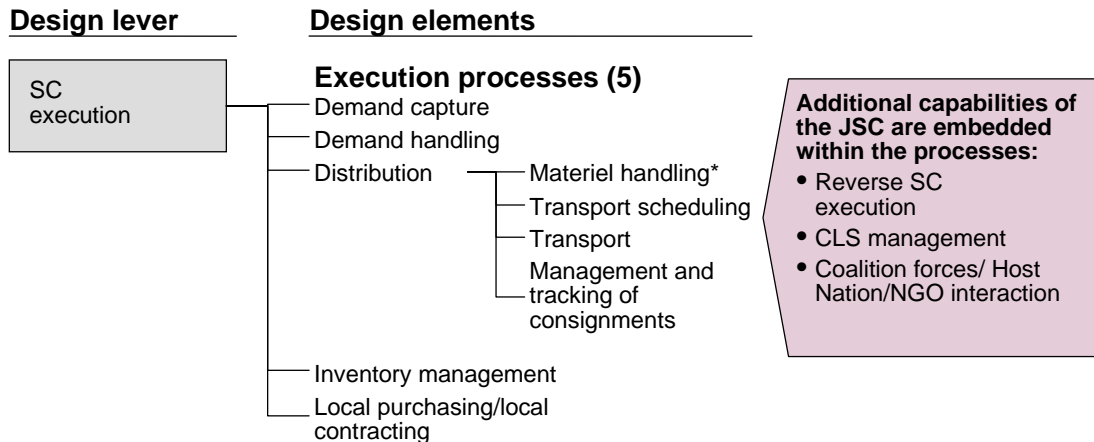 Design lever
Design elements
SC
execution
Execution processes (5)
Demand capture
Demand handling
Distribution
Materiel handling*
Transport scheduling
Transport
Management and
tracking of
consignments
Inventory management
Local purchasing/local
contracting
Additional capabilities of
the JSC are embedded
within the processes:
• Reverse SC
execution
• CLS management
• Coalition forces/ Host
Nation/NGO interaction